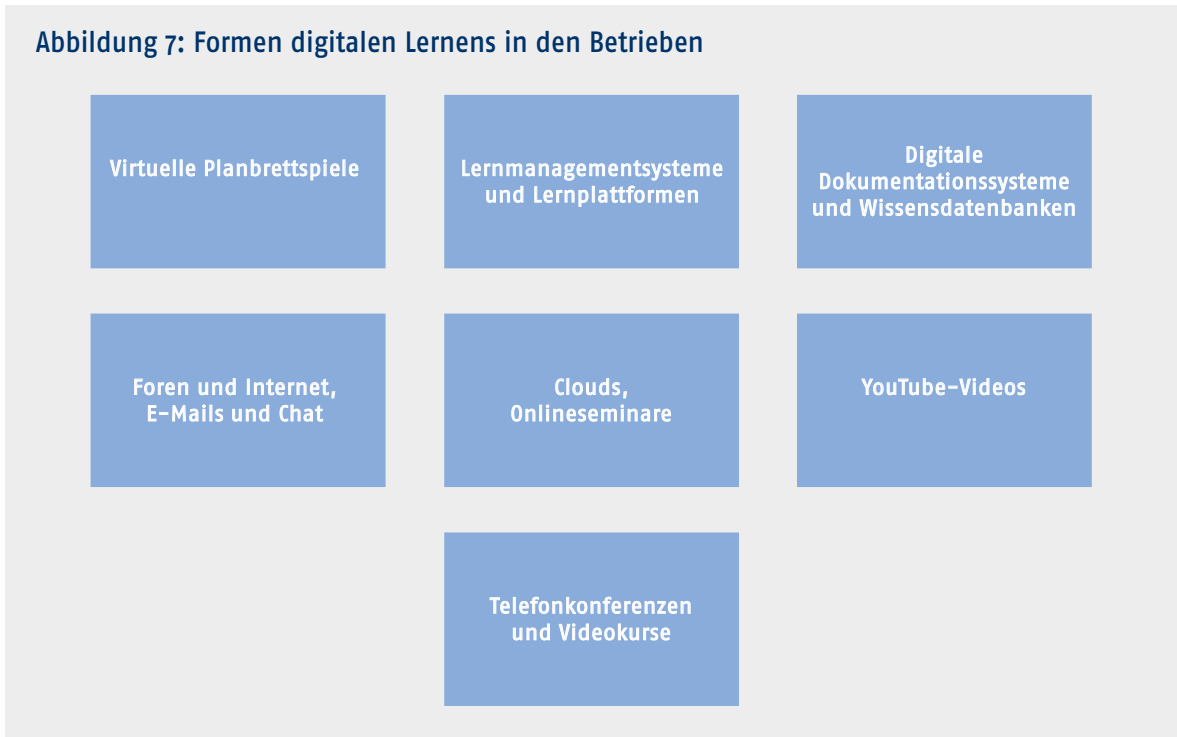 Abbildung 7: Formen digitalen Lernens in den Betrieben
Virtuelle Planbrettspiele
Lernmanagementsysteme
und Lernplattformen
Digitale
Dokumentationssysteme
und Wissensdatenbanken
Foren und Internet,
E-Mails und Chat
Clouds,
Onlineseminare
YouTube-Videos
Telefonkonferenzen
und Videokurse